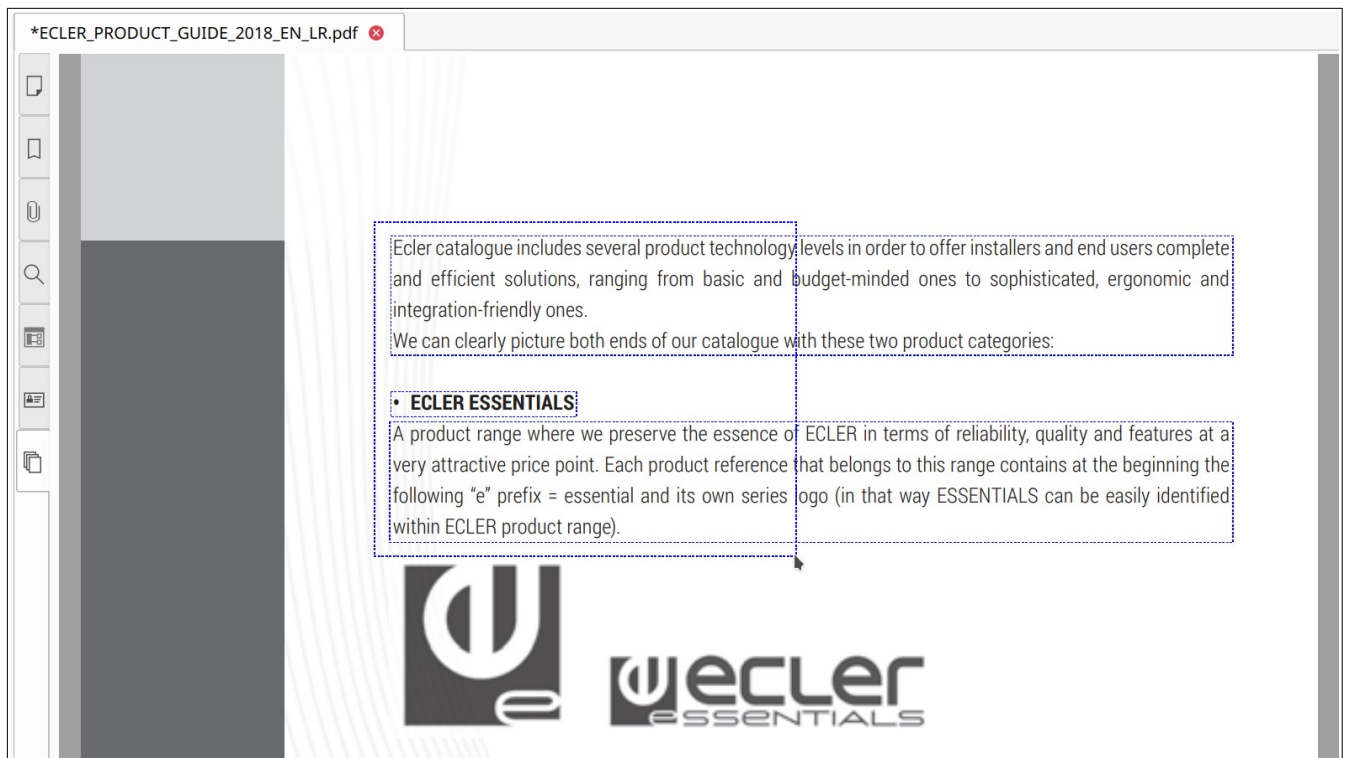 *ECLER_PRODUCT_GUIDE_2018_EN_LR.pdf
Ecler catalogue includes several product technology levels in order to offer installers and end users complete
and efficient solutions, ranging from basic and budget-minded ones to sophisticated, ergonomic and
integration-friendly ones.
We can clearly picture both ends of our catalogue with these two product categories:
• ECLER ESSENTIALS
A product range where we preserve the essence of ECLER in terms of reliability, quality and features at a
very attractive price point. Each product reference that belongs to this range contains at the beginning the
following “e” prefix = essential and its own series logo (in that way ESSENTIALS can be easily identified
within ECLER product range).
e
ecler
essentials